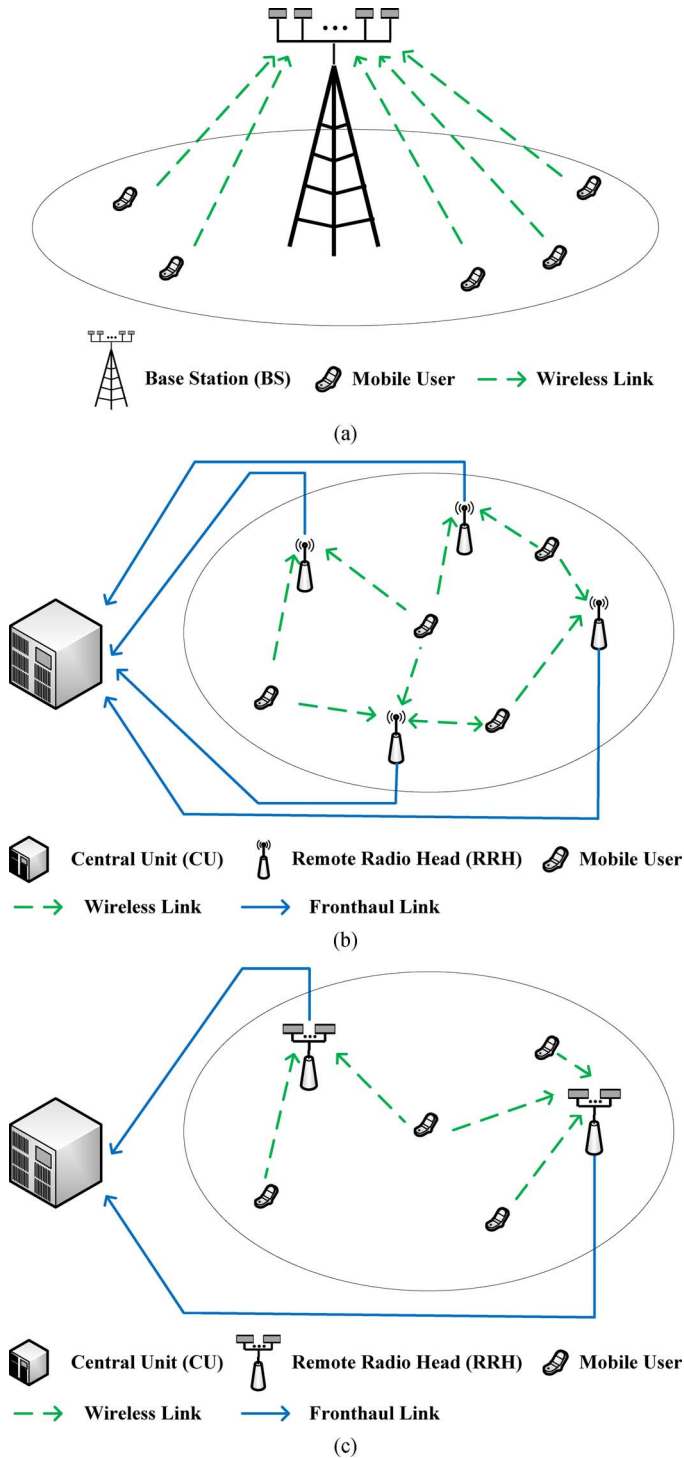 Base Station (BS) Mobile User Wireless Link
(a)
Central Unit (CU) Remote Radio Head (RRH) Mobile User
Wireless Link Fronthaul Link
(b)
Central Unit (CU) Remote Radio Head (RRH) Mobile User
Wireless Link Fronthaul Link
(c)